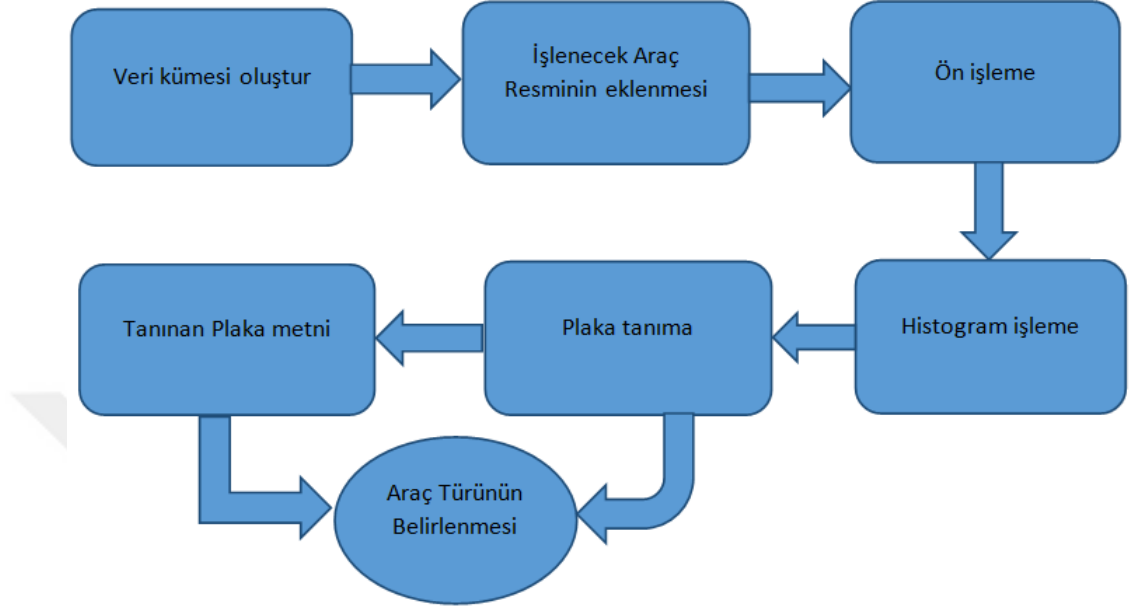 Veri kümesi oluştur
İşlenecek Araç
Resminin eklenmesi
Ön işleme
Histogram işleme
Plaka tanıma
Tanınan Plaka metni
Araç Türünün
Belirlenmesi